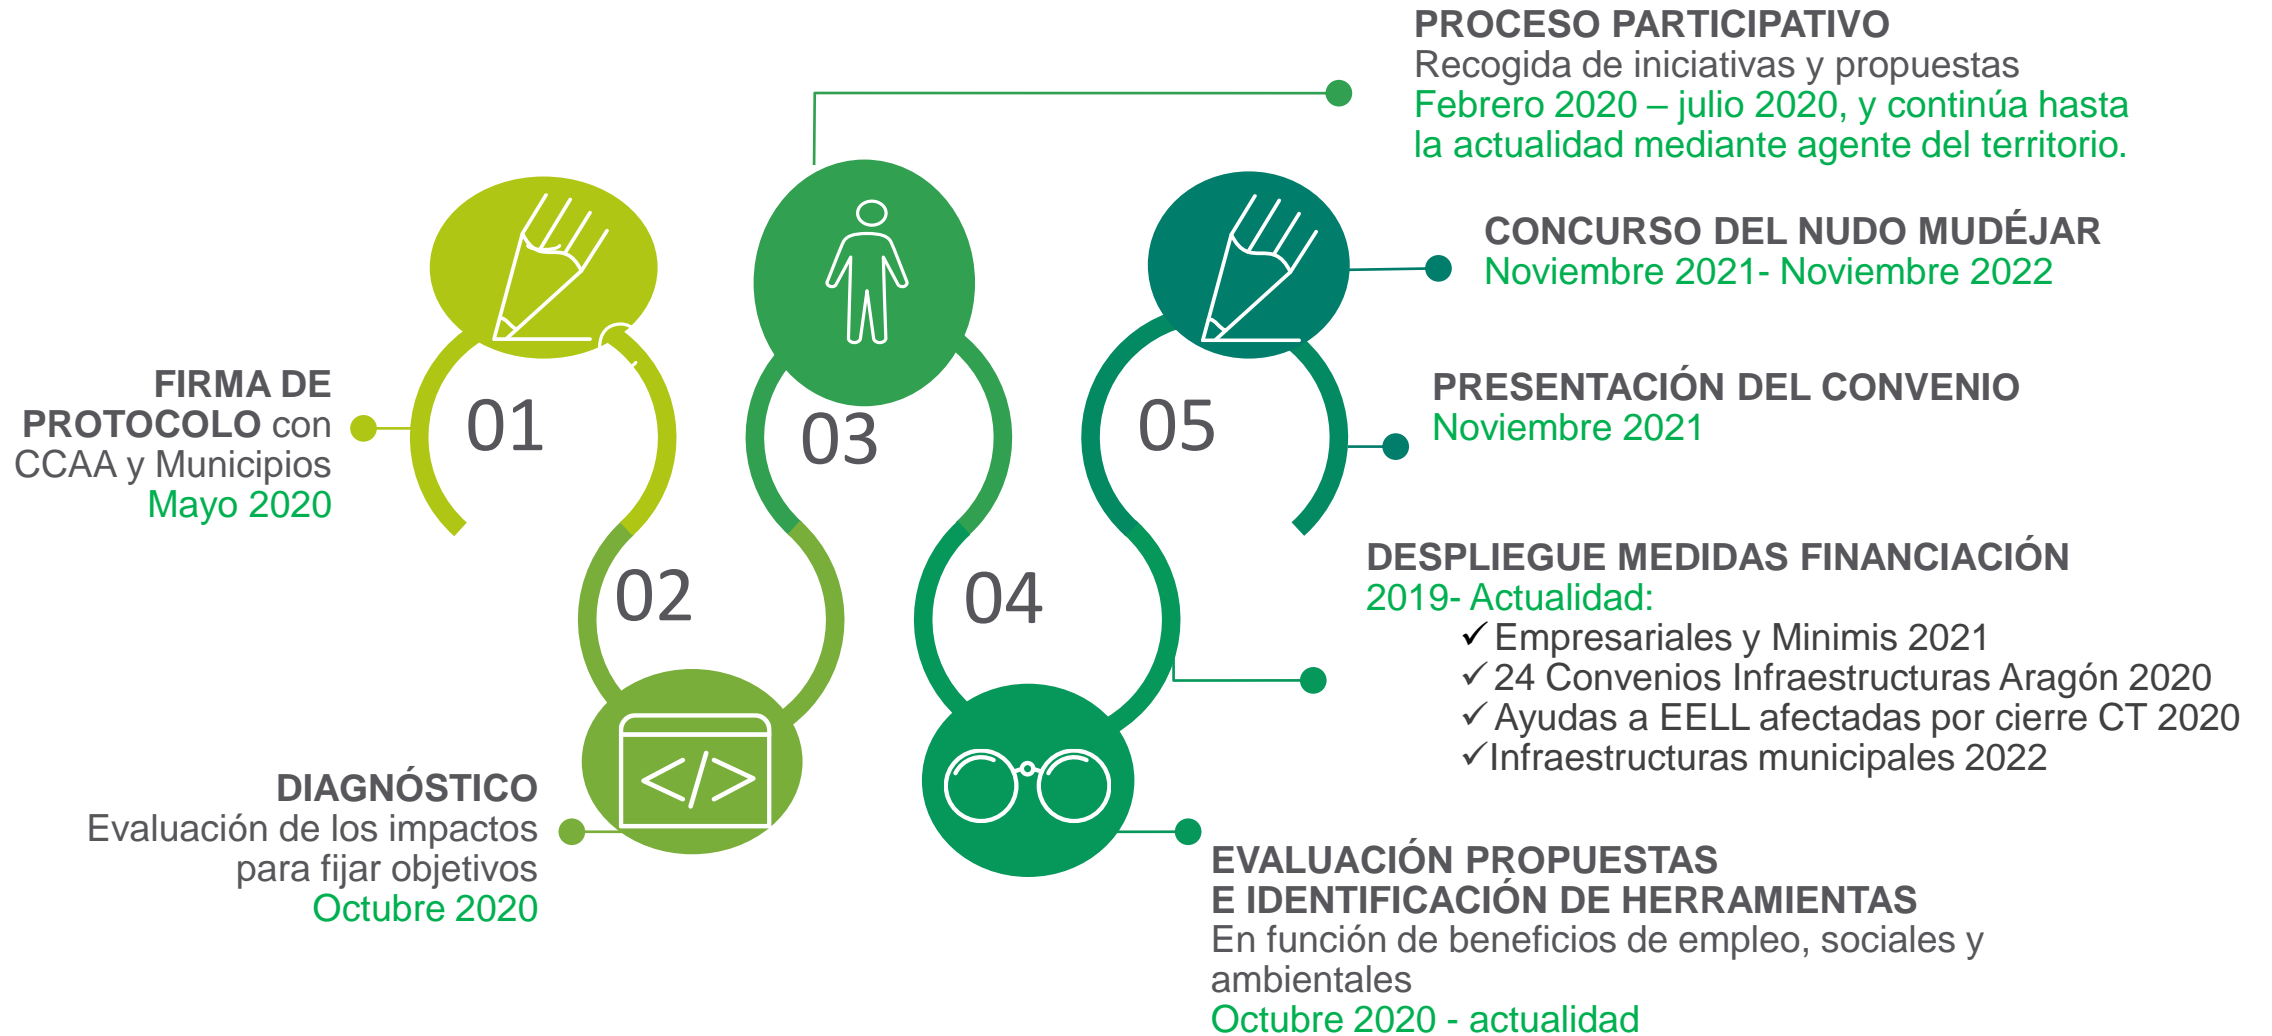 PROCESO PARTICIPATIVO
Recogida de iniciativas y propuestas
Febrero 2020 – julio 2020, y continúa hasta
la actualidad mediante agente del territorio.
CONCURSO DEL NUDO MUDÉJAR
Noviembre 2021- Noviembre 2022
FIRMA DE
PROTOCOLO con
CCAA y Municipios
Mayo 2020
01
03
05
PRESENTACIÓN DEL CONVENIO
Noviembre 2021
02
04
DESPLIEGUE MEDIDAS FINANCIACIÓN
2019- Actualidad:
✓ Empresariales y Minimis 2021
✓ 24 Convenios Infraestructuras Aragón 2020
✓ Ayudas a EELL afectadas por cierre CT 2020
✓ Infraestructuras municipales 2022
</>
DIAGNÓSTICO
Evaluación de los impactos
para fijar objetivos
Octubre 2020
EVALUACIÓN PROPUESTAS
E IDENTIFICACIÓN DE HERRAMIENTAS
En función de beneficios de empleo, sociales y
ambientales
Octubre 2020 - actualidad